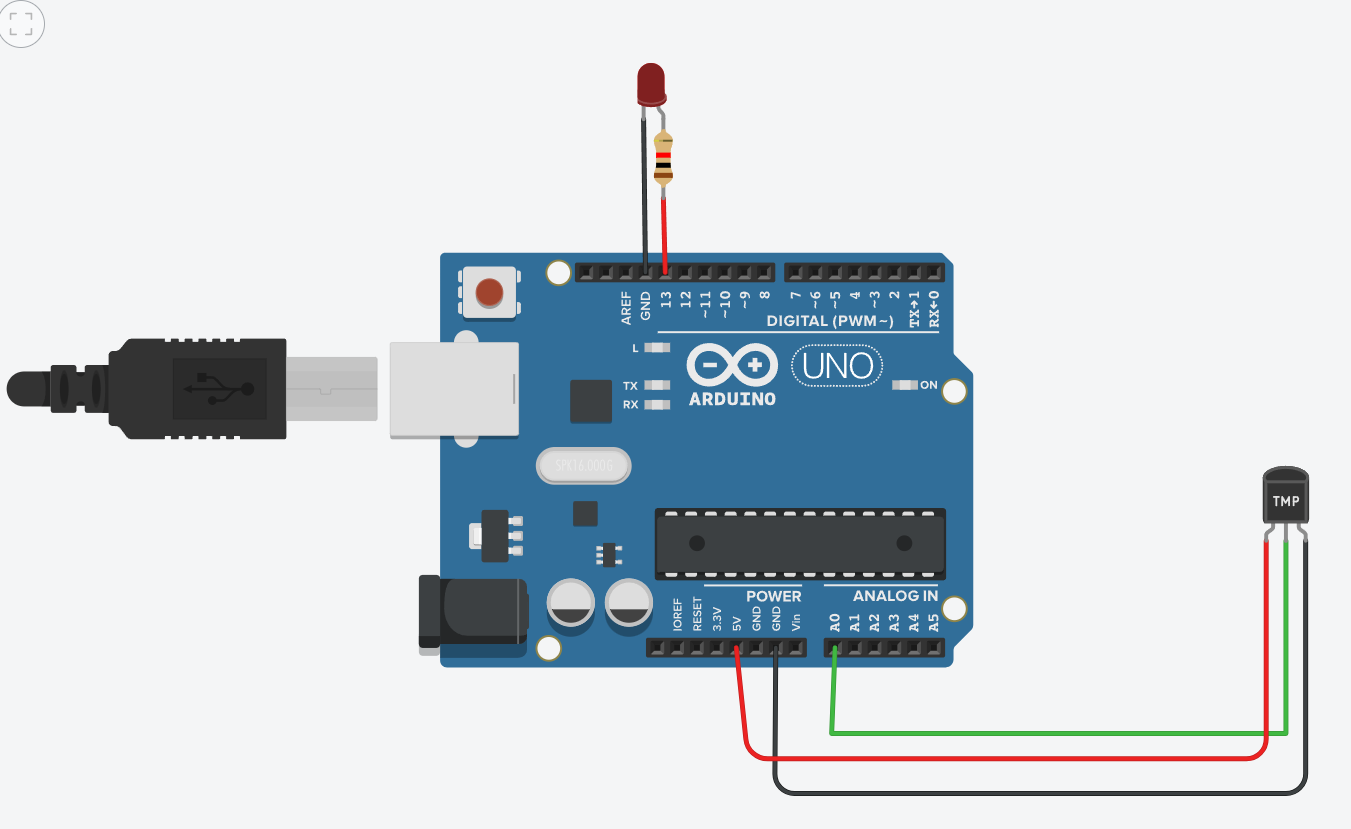 AREF
GND
13
12
~11
~10
~9
8
7
~6
~5
4
~3
2
TX→1
RX←0
DIGITAL (PWM~)
L
TX
RX
ARDUINO
UNO
ON
SPK16.000G
TMP
POWER
ANALOG IN
IOREF
RESET
3.3V
5V
GND
GND
Vin
A0
A1
A2
A3
A4
A5